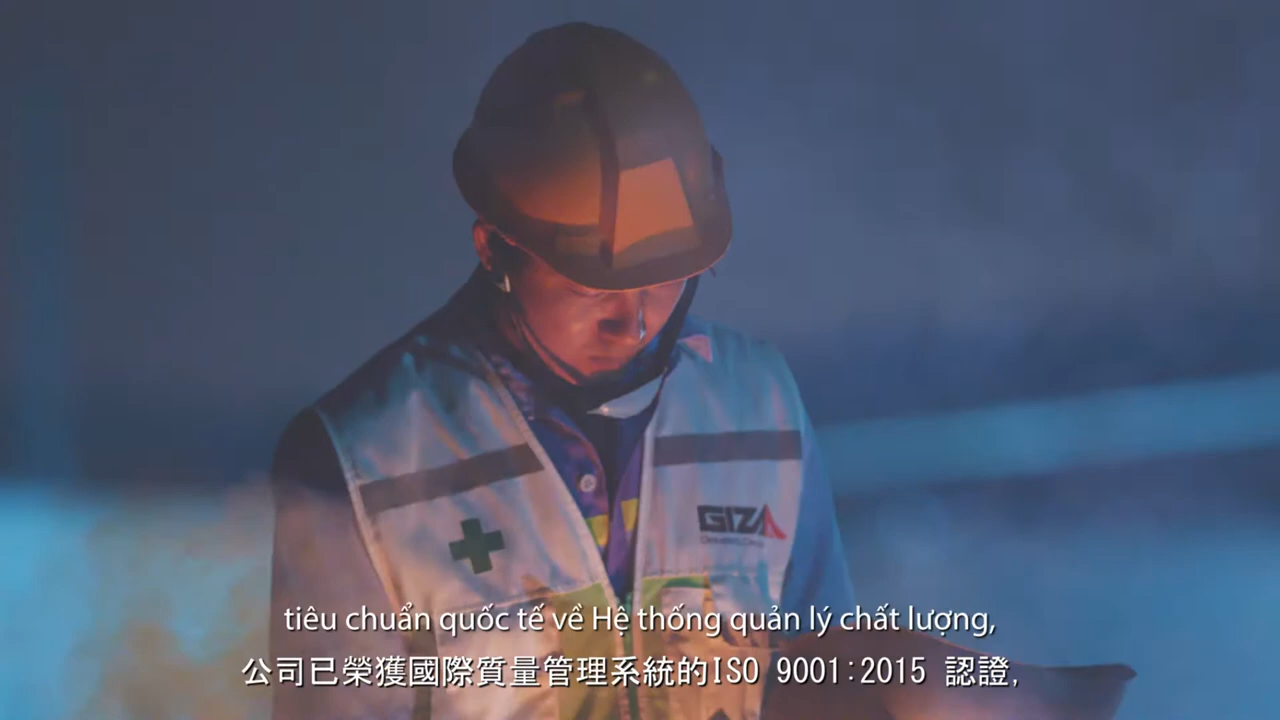 GIZA
tiêu chuẩn quốc tế về Hệ thống quản lý chất lượng,
公司已榮獲國際質量管理系統的ISO 9001:2015 認證,